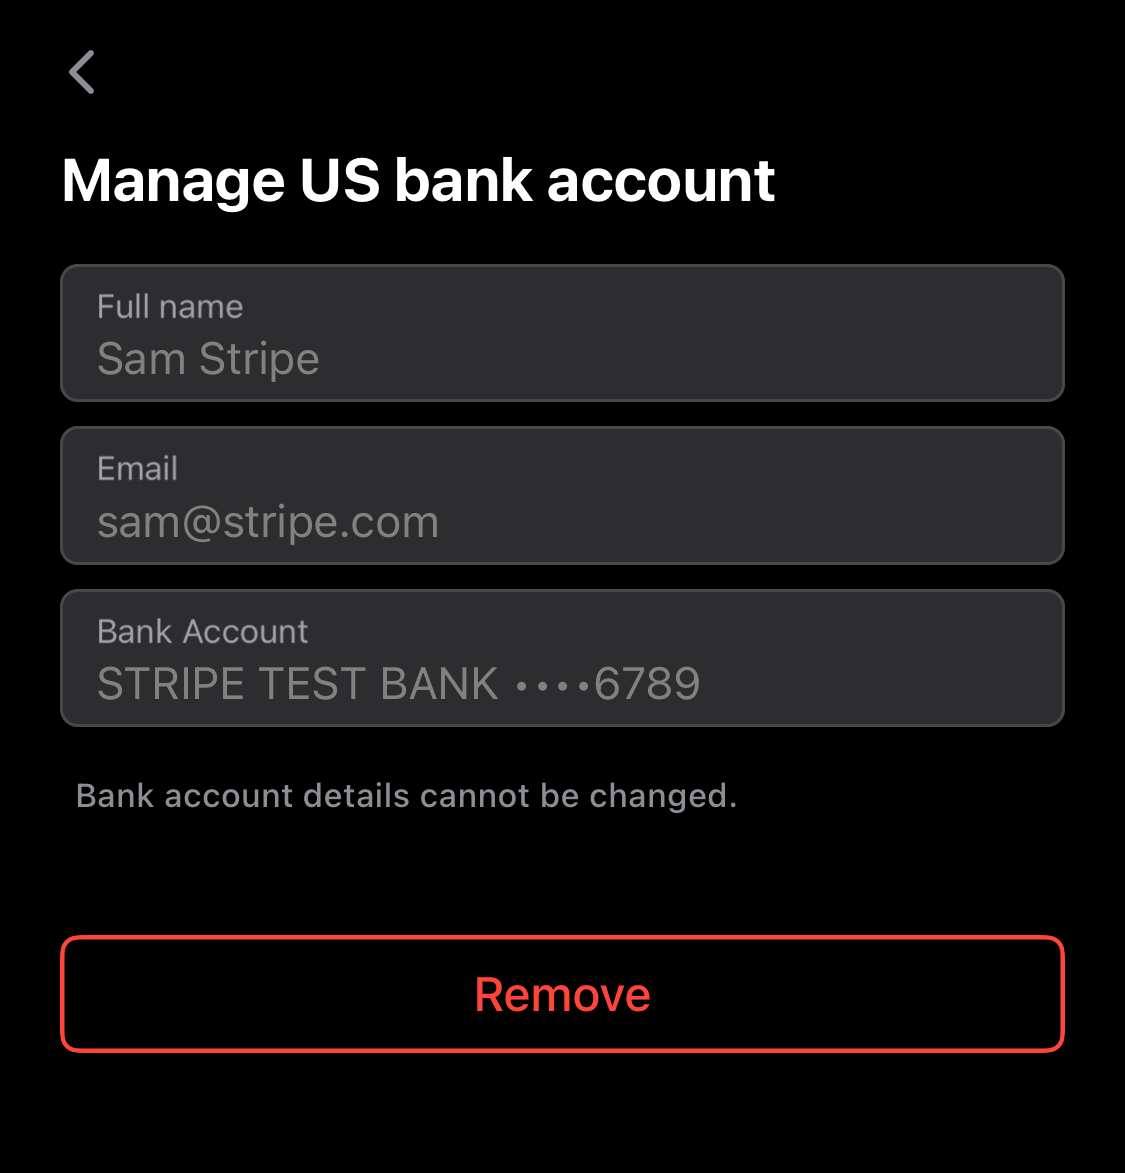 Manage US bank account
Full name
Sam Stripe
Email
sam@stripe.com
Bank Account
STRIPE TEST BANK ••••6789
Bank account details cannot be changed.
Remove